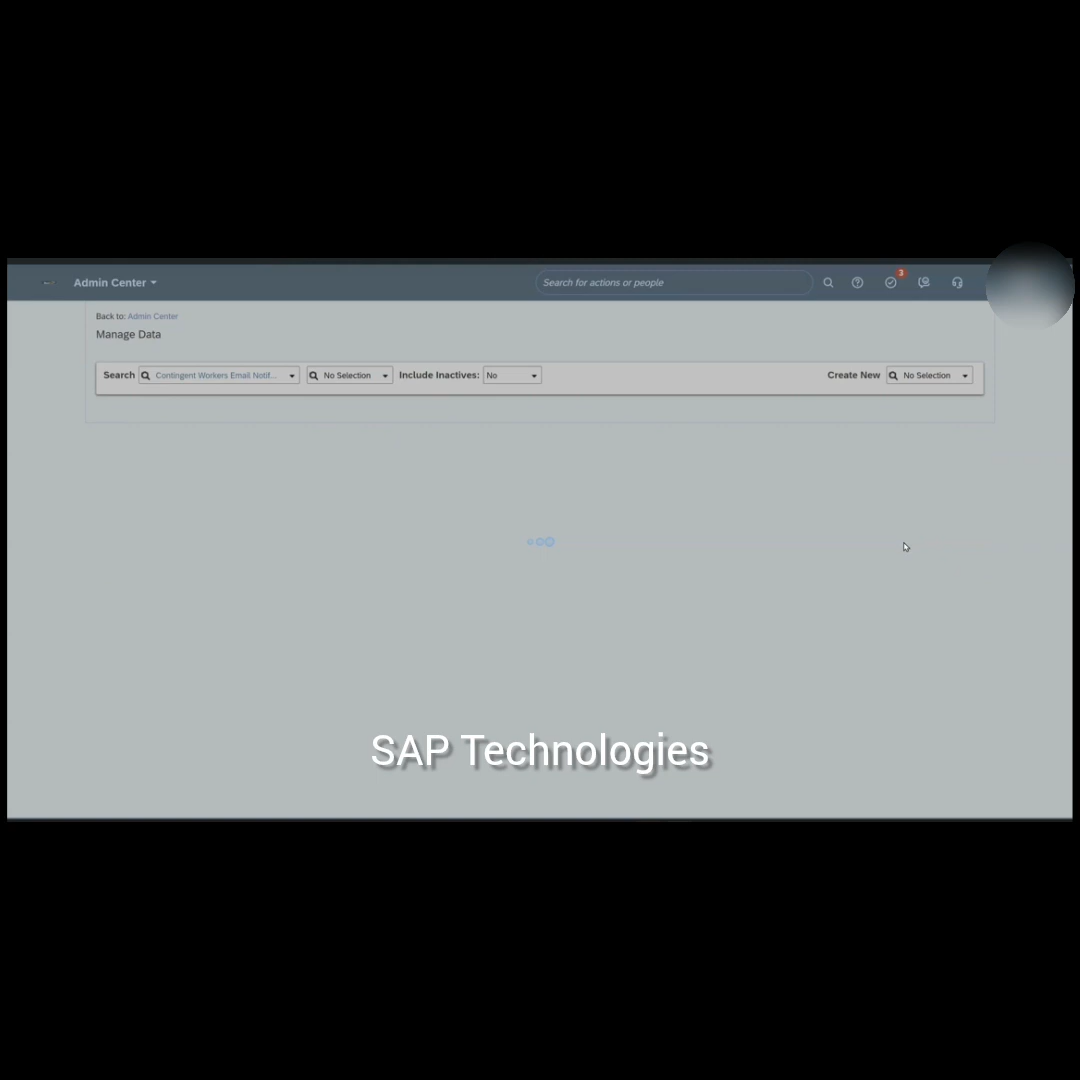 Admin Center
Search for actions or people
3
Back to: Admin Center
Manage Data
Search Contingent Workers Email Notif... No Selection Include Inactives: No Create New No Selection
SAP Technologies